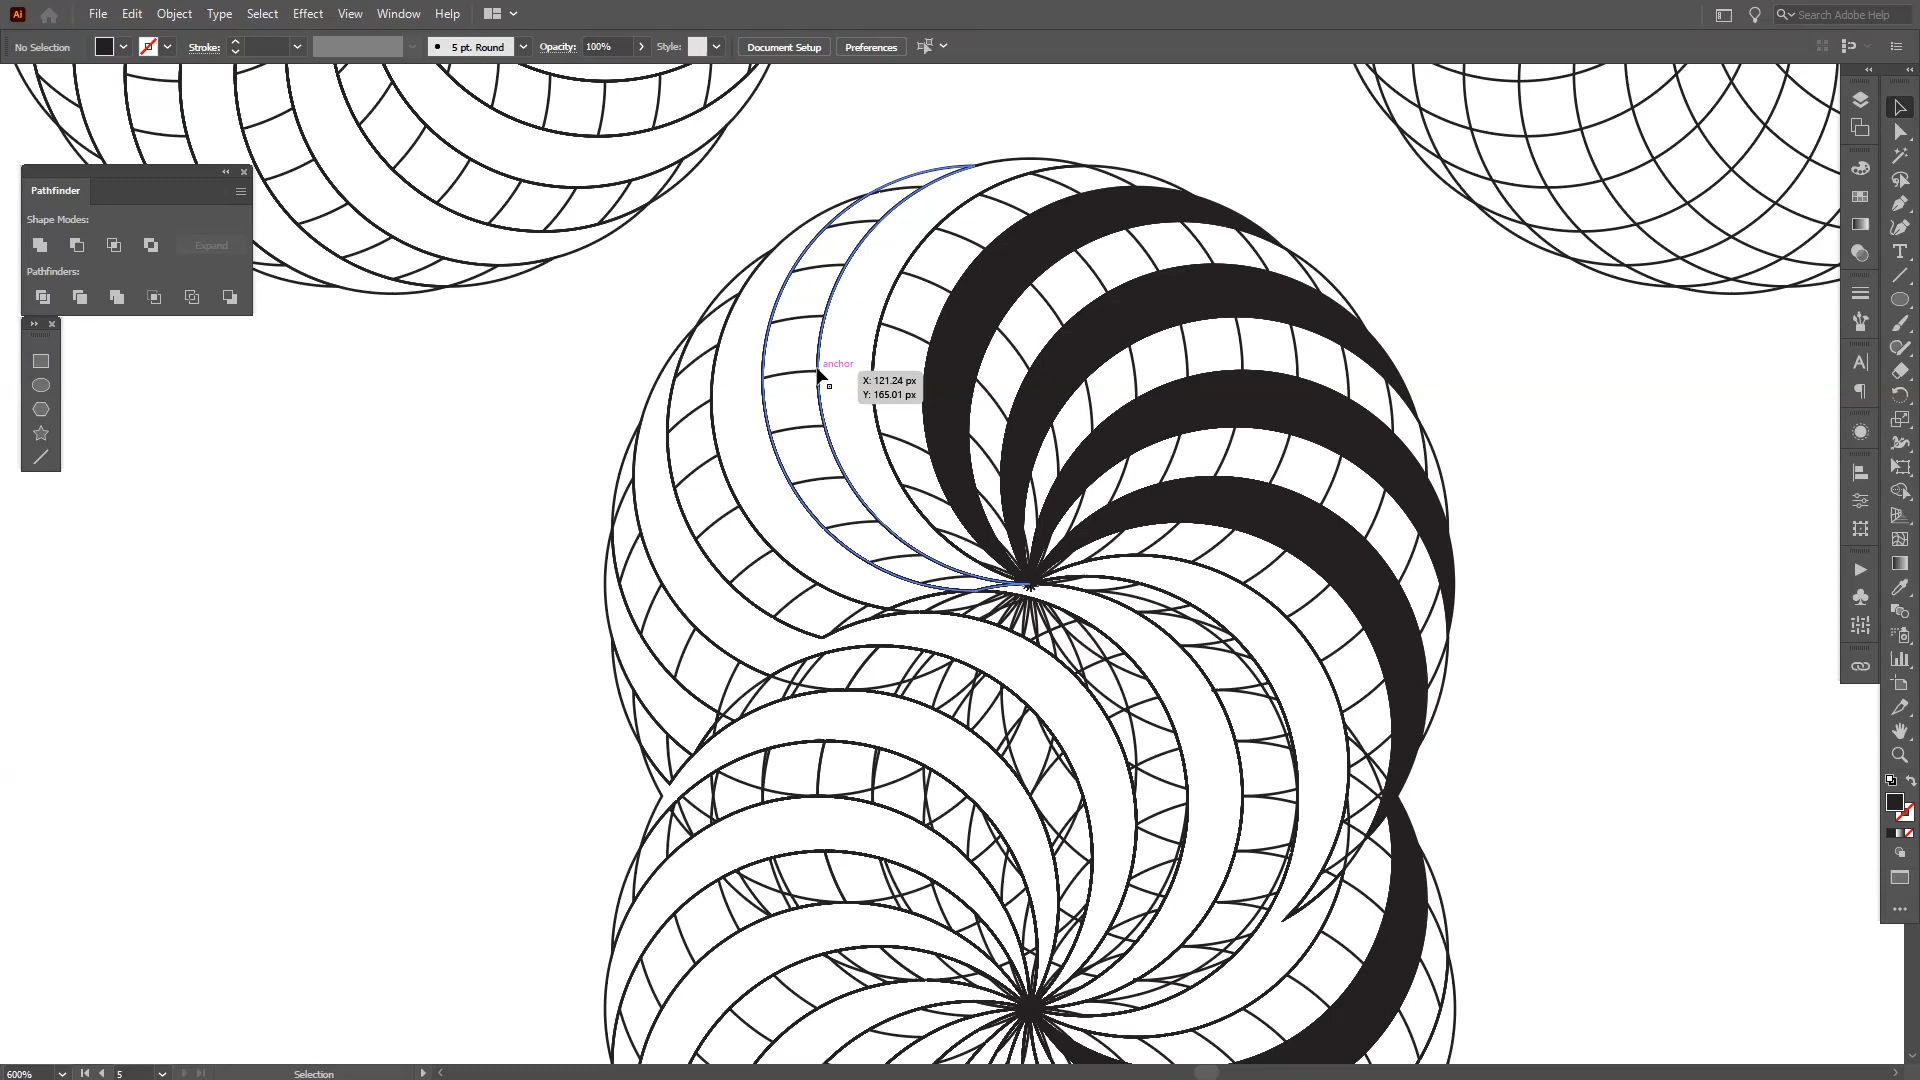 Ai File Edit Object Type Select Effect View Window Help Search Adobe Help
No Selection Stroke: 5 pt. Round Opacity: 100% Style: Document Setup Preferences
Pathfinder
Shape Modes:
Expand
Pathfinders:
anchor
X: 121.24 px
Y: 165.01 px
600% 5 Selection